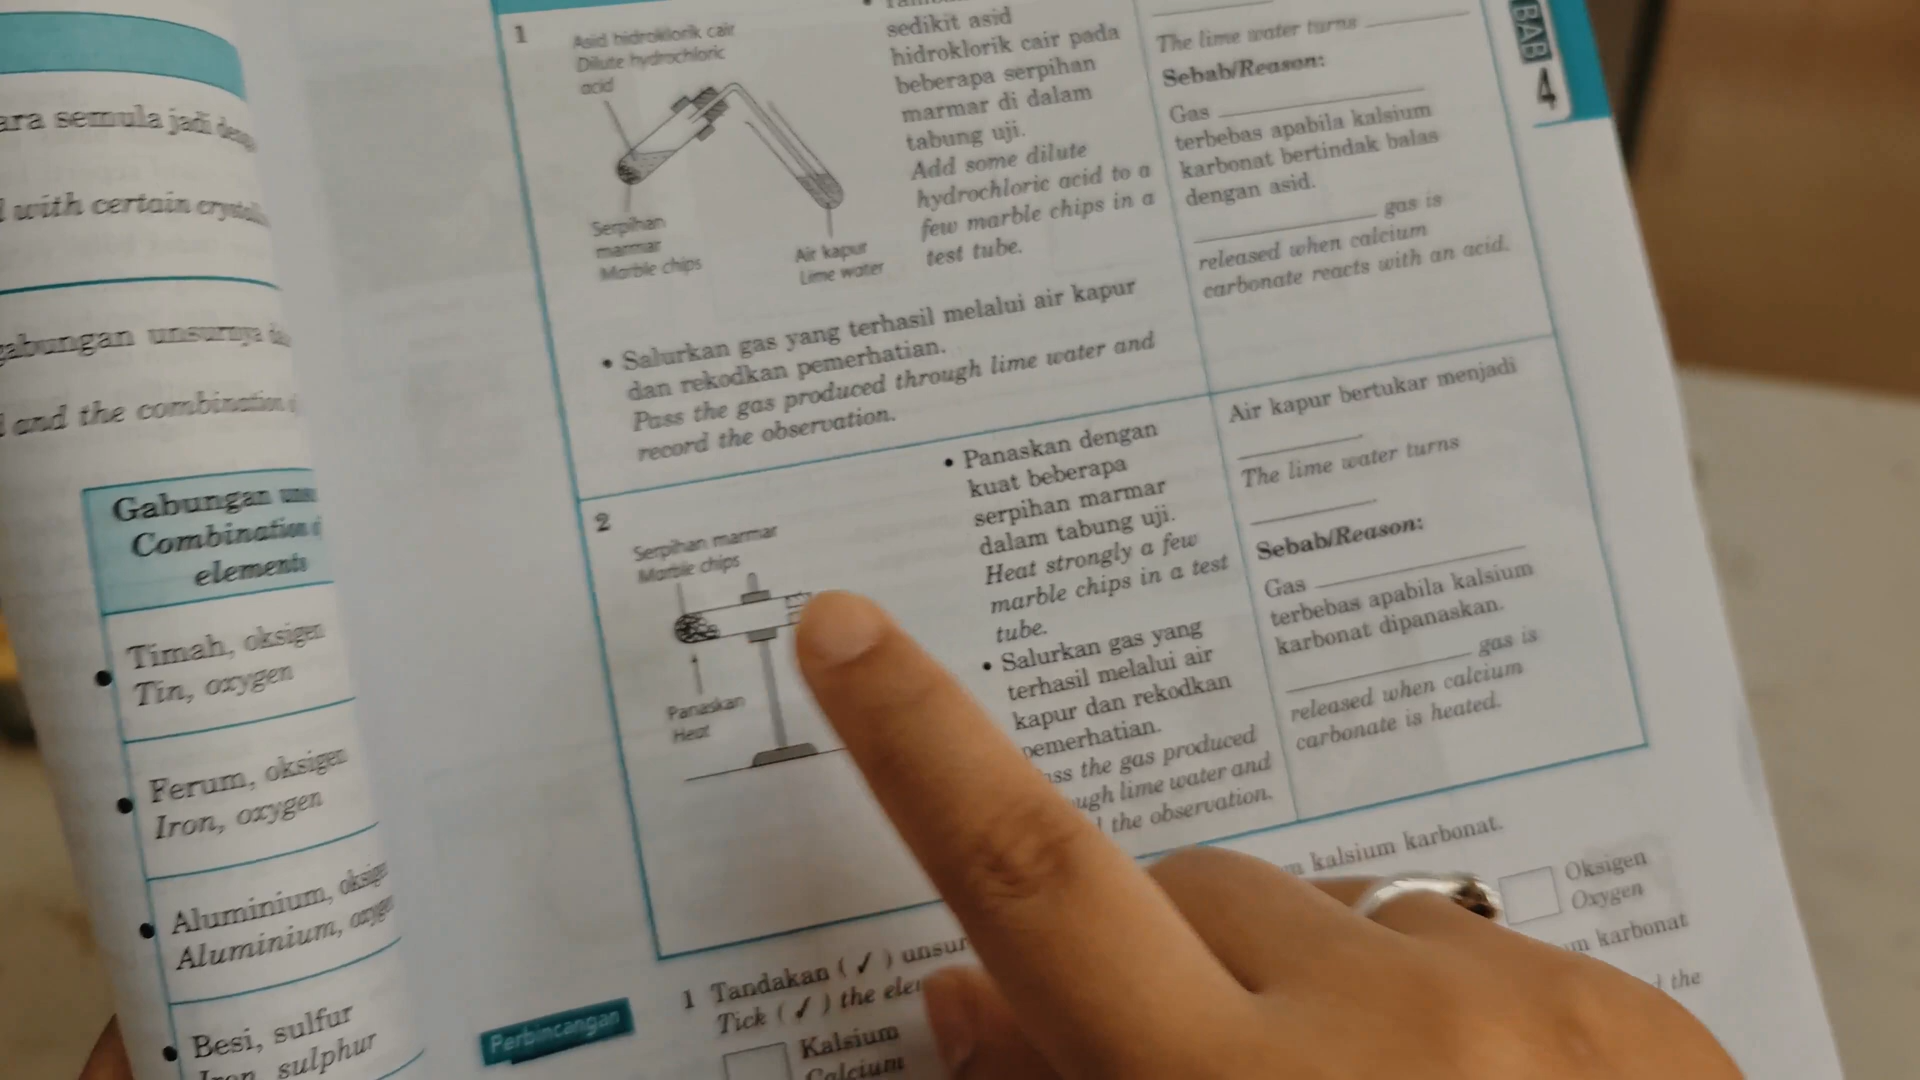 ara semula jadi
with certain
gabungan unsurnya
and the combination
Gabungan
Combination
elements
Timah, oksigen
Tin, oxygen
Ferum, oksigen
Iron, oxygen
Aluminium, oksigen
Aluminium,
Besi, sulfur
Iron, sulphur
1
Asid hidroklorik cair
Dilute hydrochloric
acid
Serpihan
marmar
Marble chips
Air kapur
Lime water
sedikit asid
hidroklorik cair pada
beberapa serpihan
marmar di dalam
tabung uji.
Add some dilute
hydrochloric acid to a
few marble chips in a
test tube.
• Salurkan gas yang terhasil melalui air kapur
dan rekodkan pemerhatian.
Pass the gas produced through lime water and
record the observation.
The lime water turns
Sebab/Reason:
Gas
terbebas apabila kalsium
karbonat bertindak balas
dengan asid.
gas is
released when calcium
carbonate reacts with an acid.
2
Serpihan marmar
Marble chips
Panaskan
Heat
• Panaskan dengan
kuat beberapa
serpihan marmar
dalam tabung uji.
Heat strongly a few
marble chips in a test
tube.
• Salurkan gas yang
terhasil melalui air
kapur dan rekodkan
pemerhatian.
the gas produced
lime water and
the observation.
Air kapur bertukar menjadi
The lime water turns
Sebab/Reason:
Gas
terbebas apabila kalsium
karbonat dipanaskan.
gas is
released when calcium
carbonate is heated.
BAB 4
Perbincangan
kalsium karbonat.
1 Tandakan ( ✓ ) unsur
Tick ( ✓ ) the
Kalsium
Calcium
Oksigen
Oxygen
karbonat
the